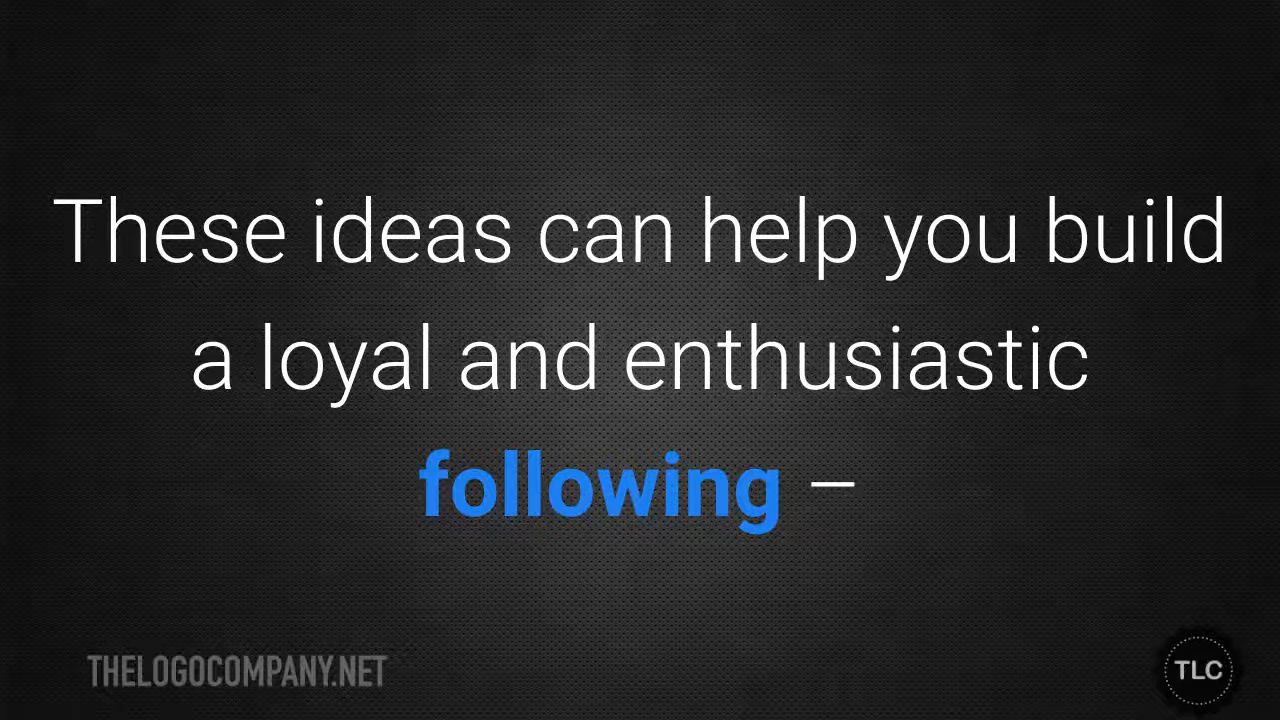 These ideas can help you build
a loyal and enthusiastic
following –
THELOGOCOMPANY.NET
TLC